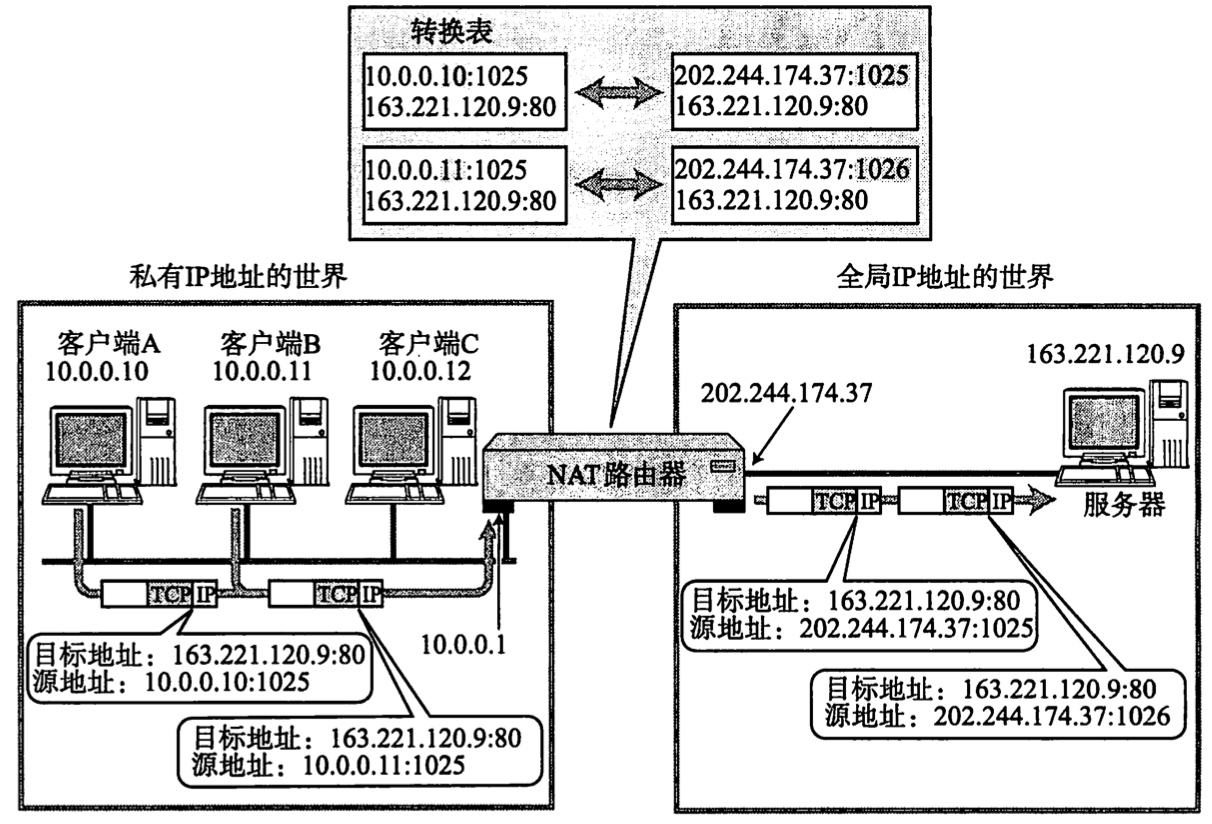 转换表
10.0.0.10:1025
163.221.120.9:80
202.244.174.37:1025
163.221.120.9:80
10.0.0.11:1025
163.221.120.9:80
202.244.174.37:1026
163.221.120.9:80
私有IP地址的世界
全局IP地址的世界
客户端A
10.0.0.10
客户端B
10.0.0.11
客户端C
10.0.0.12
163.221.120.9
202.244.174.37
NAT路由器
服务器
TCP IP
TCP IP
TCP IP
TCP IP
10.0.0.1
目标地址：163.221.120.9:80
源地址：10.0.0.10:1025
目标地址：163.221.120.9:80
源地址：10.0.0.11:1025
目标地址：163.221.120.9:80
源地址：202.244.174.37:1025
目标地址：163.221.120.9:80
源地址：202.244.174.37:1026